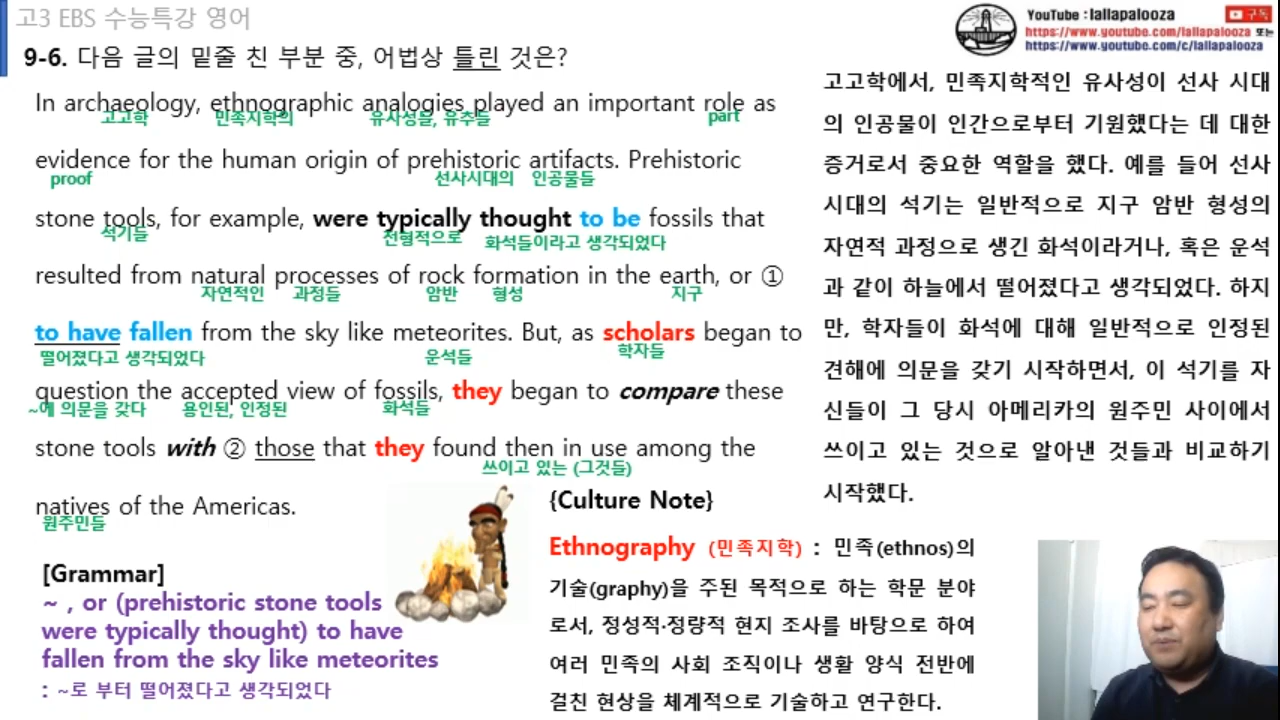 고3 EBS 수능특강 영어
YouTube : lallapalooza
구독
https://www.youtube.com/lallapalooza 또는
https://www.youtube.com/c/lallapalooza
9-6. 다음 글의 밑줄 친 부분 중, 어법상 틀린 것은?
In archaeology, ethnographic analogies played an important role as
고고학 민족지학의 유사성들, 유추들 part
evidence for the human origin of prehistoric artifacts. Prehistoric
proof 선사시대의 인공물들
stone tools, for example, were typically thought to be fossils that
석기들 전형적으로 화석들이라고 생각되었다
resulted from natural processes of rock formation in the earth, or ①
자연적인 과정들 암반 형성 지구
to have fallen from the sky like meteorites. But, as scholars began to
떨어졌다고 생각되었다 운석들 학자들
question the accepted view of fossils, they began to compare these
~에 의문을 갖다 용인된, 인정된 화석들
stone tools with ② those that they found then in use among the
쓰이고 있는 (그것들)
natives of the Americas.
원주민들
고고학에서, 민족지학적인 유사성이 선사 시대
의 인공물이 인간으로부터 기원했다는 데 대한
증거로서 중요한 역할을 했다. 예를 들어 선사
시대의 석기는 일반적으로 지구 암반 형성의
자연적 과정으로 생긴 화석이라거나, 혹은 운석
과 같이 하늘에서 떨어졌다고 생각되었다. 하지
만, 학자들이 화석에 대해 일반적으로 인정된
견해에 의문을 갖기 시작하면서, 이 석기를 자
신들이 그 당시 아메리카의 원주민 사이에서
쓰이고 있는 것으로 알아낸 것들과 비교하기
시작했다.
[Grammar]
~ , or (prehistoric stone tools
were typically thought) to have
fallen from the sky like meteorites
: ~로 부터 떨어졌다고 생각되었다
{Culture Note}
Ethnography (민족지학) : 민족(ethnos)의
기술(graphy)을 주된 목적으로 하는 학문 분야
로서, 정성적·정량적 현지 조사를 바탕으로 하여
여러 민족의 사회 조직이나 생활 양식 전반에
걸친 현상을 체계적으로 기술하고 연구한다.